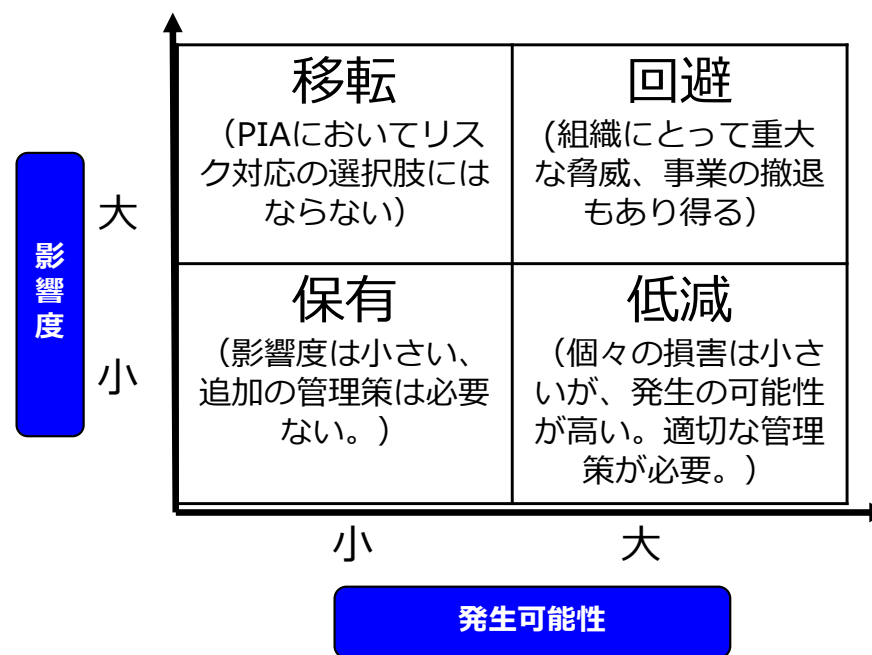 移転
（PIAにおいてリス
ク対応の選択肢には
ならない）
回避
(組織にとって重大
な脅威、事業の撤退
もあり得る）
影響度
大
小
保有
（影響度は小さい、
追加の管理策は必要
ない。）
低減
（個々の損害は小さ
いが、発生の可能性
が高い。適切な管理
策が必要。）
小
大
発生可能性